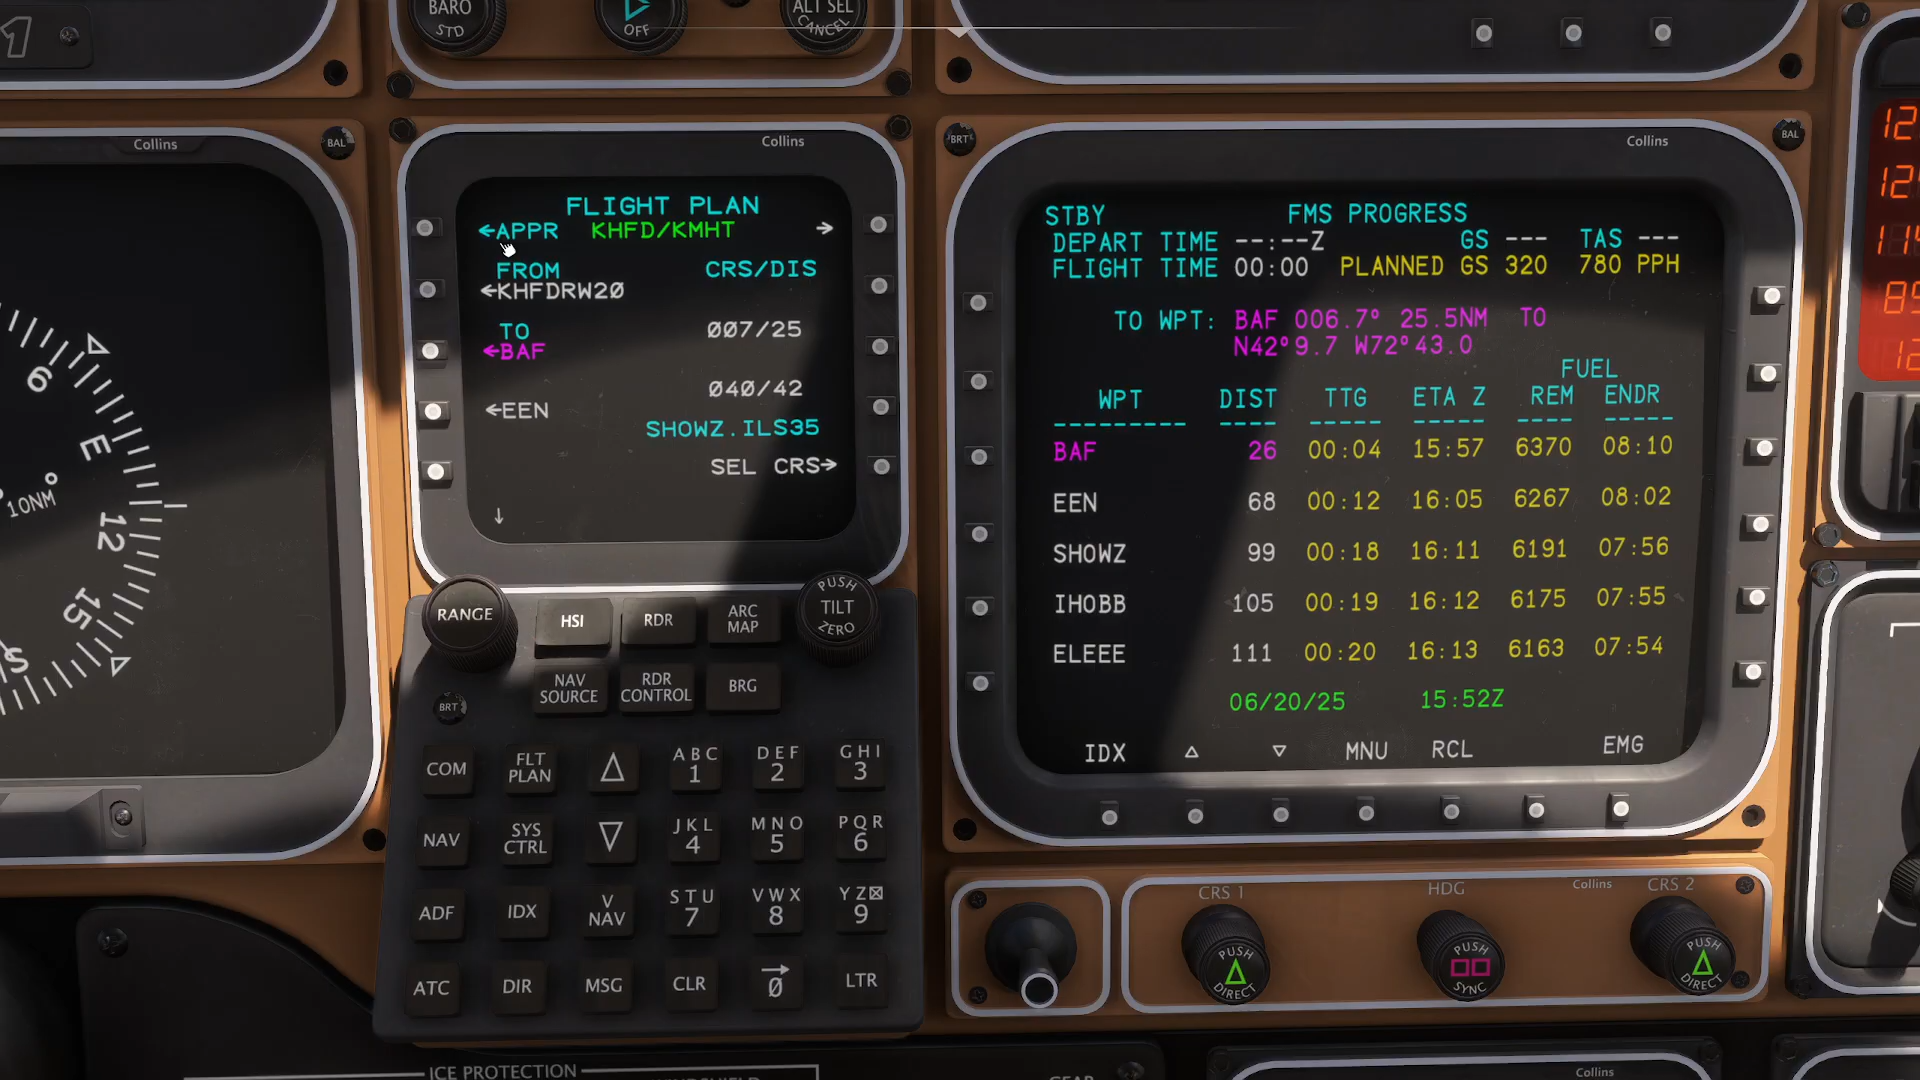 BARO
STD
OFF
ALT SEL
CANCEL
Collins
BAL
6
E
12
15
S
10NM
Collins
FLIGHT PLAN
←APPR KHFD/KMHT →
FROM CRS/DIS
←KHFDRW20
TO 007/25
←BAF
040/42
←EEN
SHOWZ.ILS35
SEL CRS→
↓
RANGE
HSI
RDR
ARC
MAP
PUSH
TILT
ZERO
NAV
SOURCE
RDR
CONTROL
BRG
BRT
COM
FLT
PLAN
ABC
1
DEF
2
GHI
3
NAV
SYS
CTRL
JKL
4
MNO
5
PQR
6
ADF
IDX
V
NAV
STU
7
VWX
8
YZ
9
ATC
DIR
MSG
CLR
→
0
LTR
ICE PROTECTION
BRT
Collins
BAL
STBY FMS PROGRESS
DEPART TIME --:--Z GS --- TAS ---
FLIGHT TIME 00:00 PLANNED GS 320 780 PPH
TO WPT: BAF 006.7° 25.5NM TO
N42°9.7 W72°43.0
FUEL
WPT DIST TTG ETA Z REM ENDR
BAF 26 00:04 15:57 6370 08:10
EEN 68 00:12 16:05 6267 08:02
SHOWZ 99 00:18 16:11 6191 07:56
IHOBB 105 00:19 16:12 6175 07:55
ELEEE 111 00:20 16:13 6163 07:54
06/20/25 15:52Z
IDX MNU RCL EMG
CRS 1
HDG
Collins
CRS 2
PUSH
DIRECT
PUSH
SYNC
PUSH
DIRECT
Collins